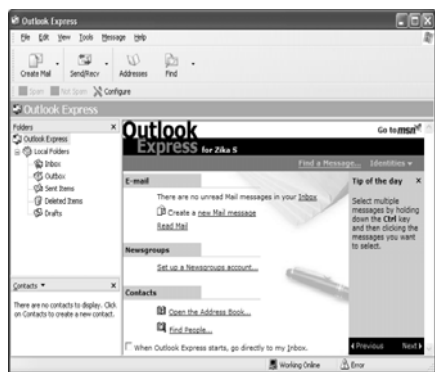 Outlook Express
File Edit View Tools Message Help
Create Mail Send/Recv Addresses Find
Spam Not Spam Configure
Outlook Express
Folders
Outlook Express
Local Folders
Inbox
Outbox
Sent Items
Deleted Items
Drafts
Contacts
There are no contacts to display. Click
on Contacts to create a new contact.
Outlook
Express for Zika S
Go to msn
Find a Message... Identities
E-mail
There are no unread Mail messages in your Inbox
Create a new Mail message
Read Mail
Newsgroups
Set up a Newsgroups account...
Contacts
Open the Address Book...
Find People...
When Outlook Express starts, go directly to my Inbox.
Tip of the day
Select multiple
messages by holding
down the Ctrl key
and then clicking the
messages you want
to select.
Previous Next
Working Online Error